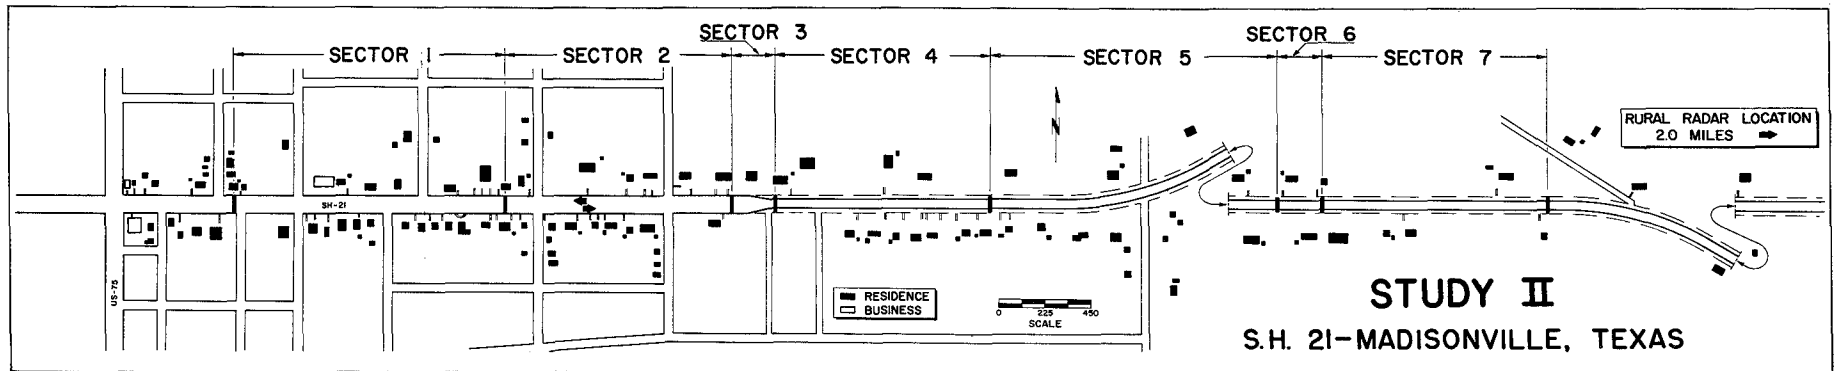 SECTOR 1
SECTOR 2
SECTOR 3
SECTOR 4
SECTOR 5
SECTOR 6
SECTOR 7
N
RURAL RADAR LOCATION
2.0 MILES
SH-21
US-75
RESIDENCE
BUSINESS
0 225 450
SCALE
STUDY II
S.H. 21-MADISONVILLE, TEXAS